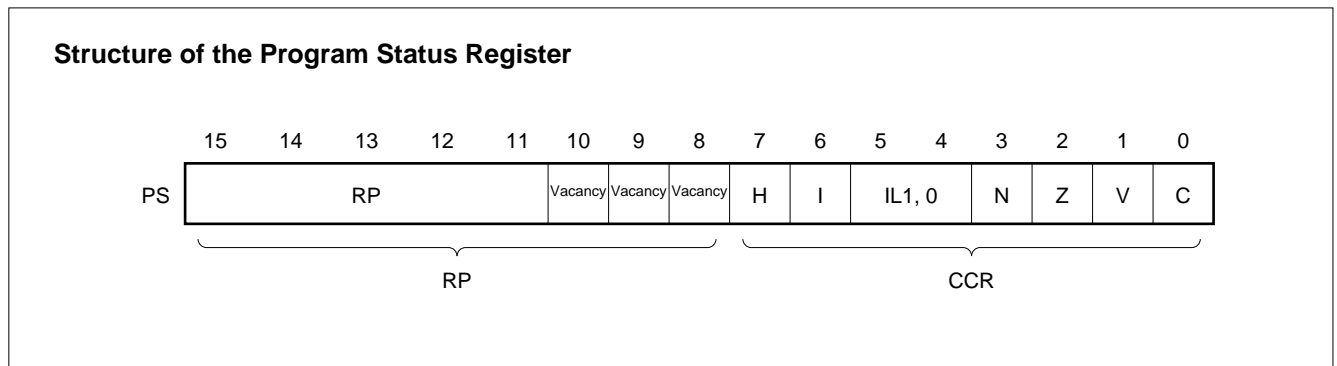 Structure of the Program Status Register
15 14 13 12 11 10 9 8 7 6 5 4 3 2 1 0
PS RP Vacancy Vacancy Vacancy H I IL1, 0 N Z V C
RP CCR